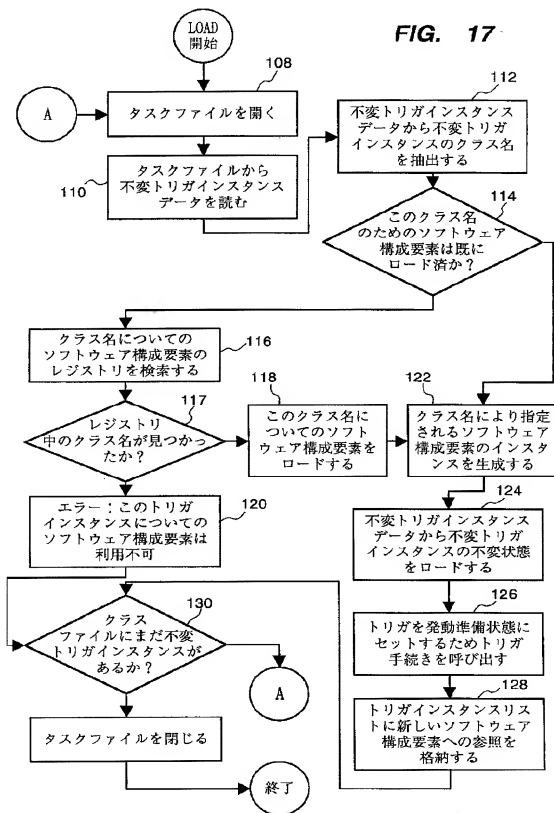 FIG. 17
LOAD
開始
108
A
タスクファイルを開く
110
タスクファイルから
不変トリガインスタンス
データを読む
112
不変トリガインスタンス
データから不変トリガ
インスタンスのクラス名
を抽出する
114
このクラス名
のためのソフトウェア
構成要素は既に
ロード済か？
116
クラス名についての
ソフトウェア構成要素の
レジストリを検索する
117
レジストリ
中のクラス名が見つかっ
たか？
118
このクラス名に
ついてのソフト
ウェア構成要素を
ロードする
122
クラス名により指定
されるソフトウェア
構成要素のインスタンス
を生成する
120
エラー：このトリガ
インスタンスについての
ソフトウェア構成要素は
利用不可
124
不変トリガインスタンス
データから不変トリガ
インスタンスの不変状態
をロードする
126
トリガを発動準備状態に
セットするためトリガ
手続きを呼び出す
128
トリガインスタンスリス
トに新しいソフトウェア
構成要素への参照を
格納する
130
クラス
ファイルにまだ不変
トリガインスタンスが
あるか？
A
タスクファイルを閉じる
終了